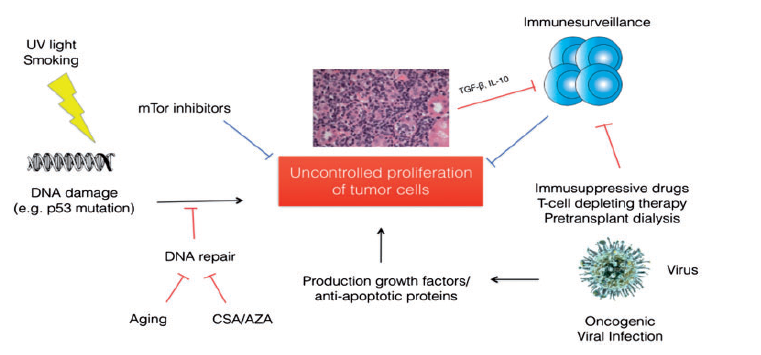 Immunesurveillance
UV light
Smoking
TGF-β, IL-10
mTor inhibitors
Uncontrolled proliferation
of tumor cells
DNA damage
(e.g. p53 mutation)
Immusuppressive drugs
T-cell depleting therapy
Pretransplant dialysis
DNA repair
Production growth factors/
anti-apoptotic proteins
Virus
Aging
CSA/AZA
Oncogenic
Viral Infection